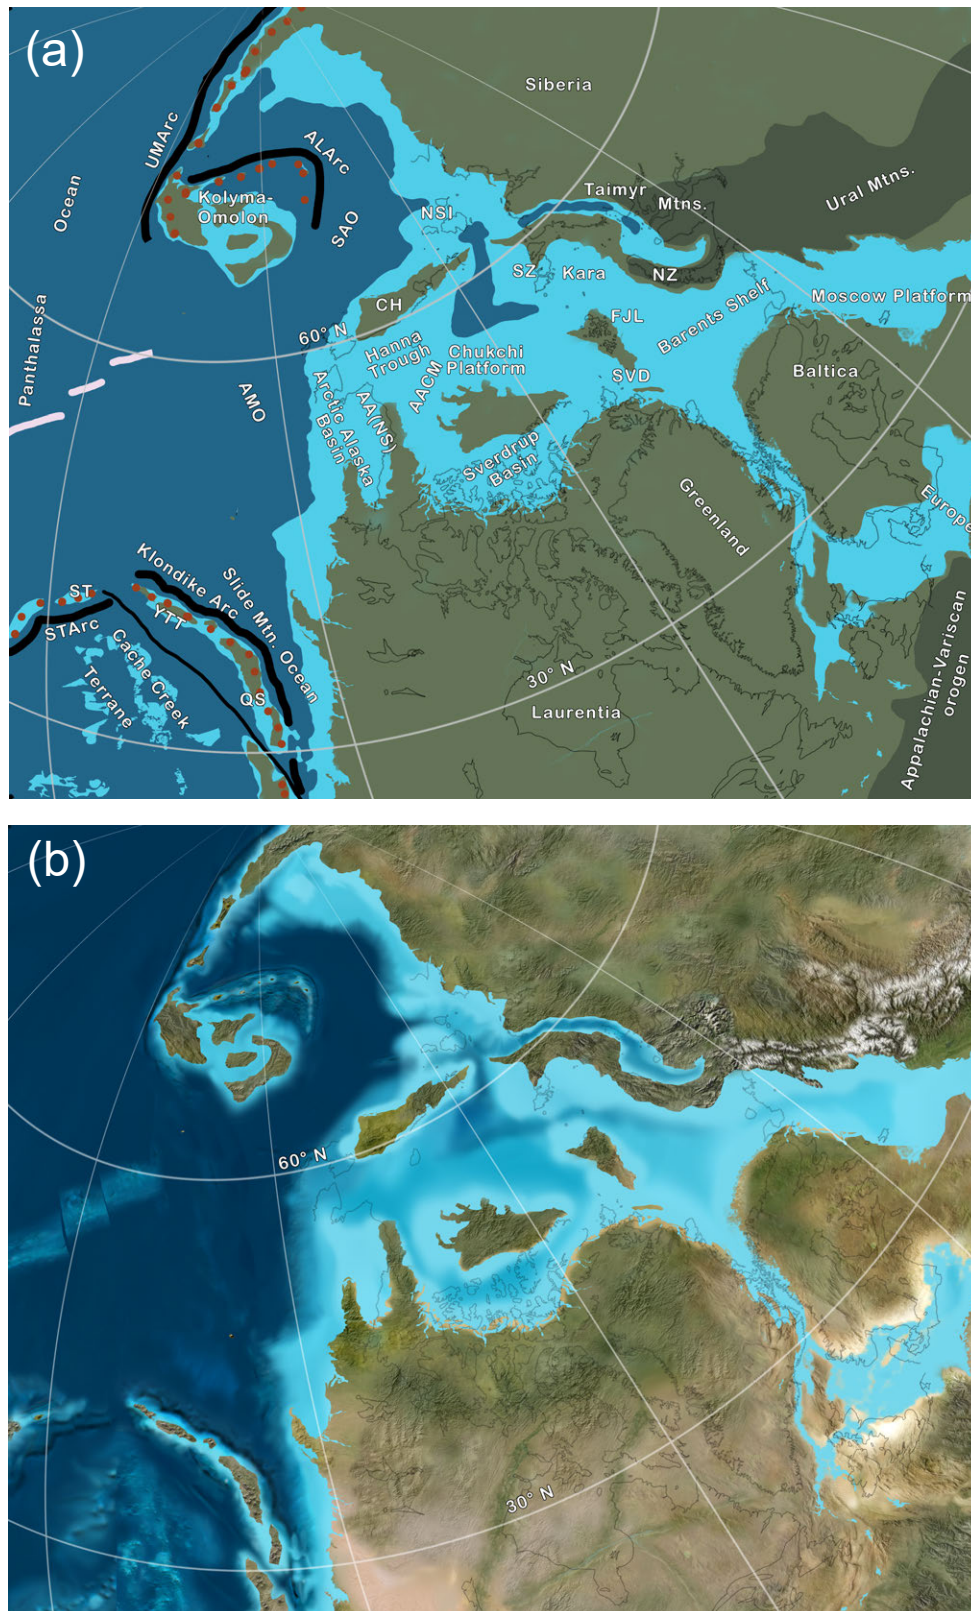 (a)
Siberia
UMArc
ALArc
Ocean
Kolyma-
Omolon
SAO
NSI
Taimyr
Mtns.
Ural Mtns.
SZ
Kara
NZ
CH
FJL
Barents Shelf
Moscow Platform
60° N
Panthalassa
Hanna
Trough
Chukchi
Platform
AACM
SVD
Baltica
AMO
Arctic Alaska
Basin
AA(NS)
Sverdrup
Basin
Greenland
Europe
Klondike Arc
Slide Mtn. Ocean
ST
YTT
STArc
Cache Creek
Terrane
QS
30° N
Laurentia
Appalachian-Variscan
orogen
(b)
60° N
30° N